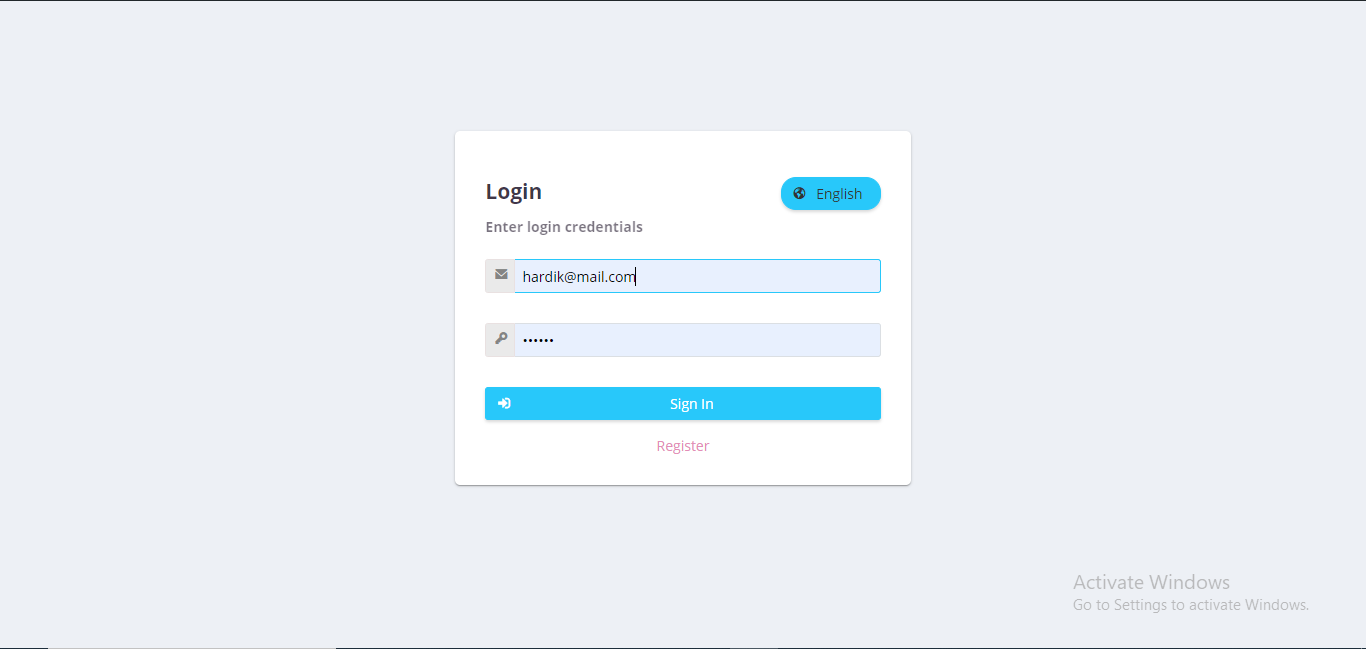 Login
English
Enter login credentials
hardik@mail.com
••••••
Sign In
Register
Activate Windows
Go to Settings to activate Windows.